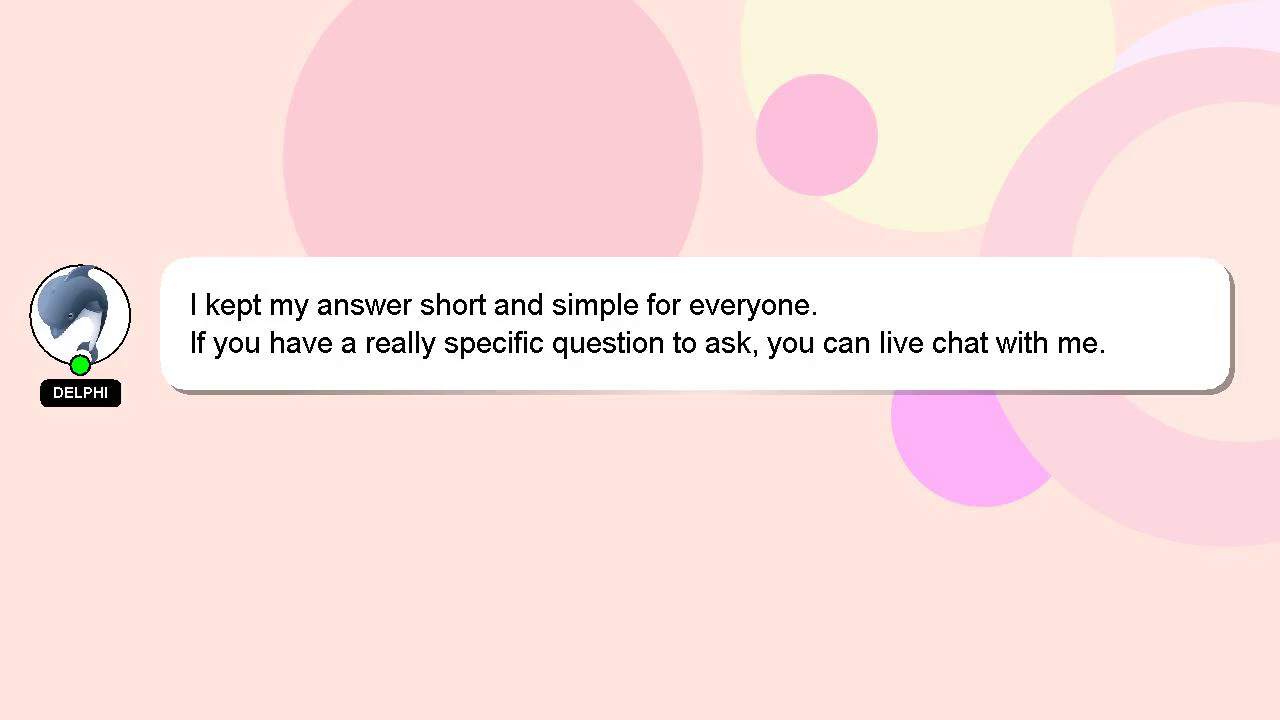 I kept my answer short and simple for everyone.
If you have a really specific question to ask, you can live chat with me.
DELPHI